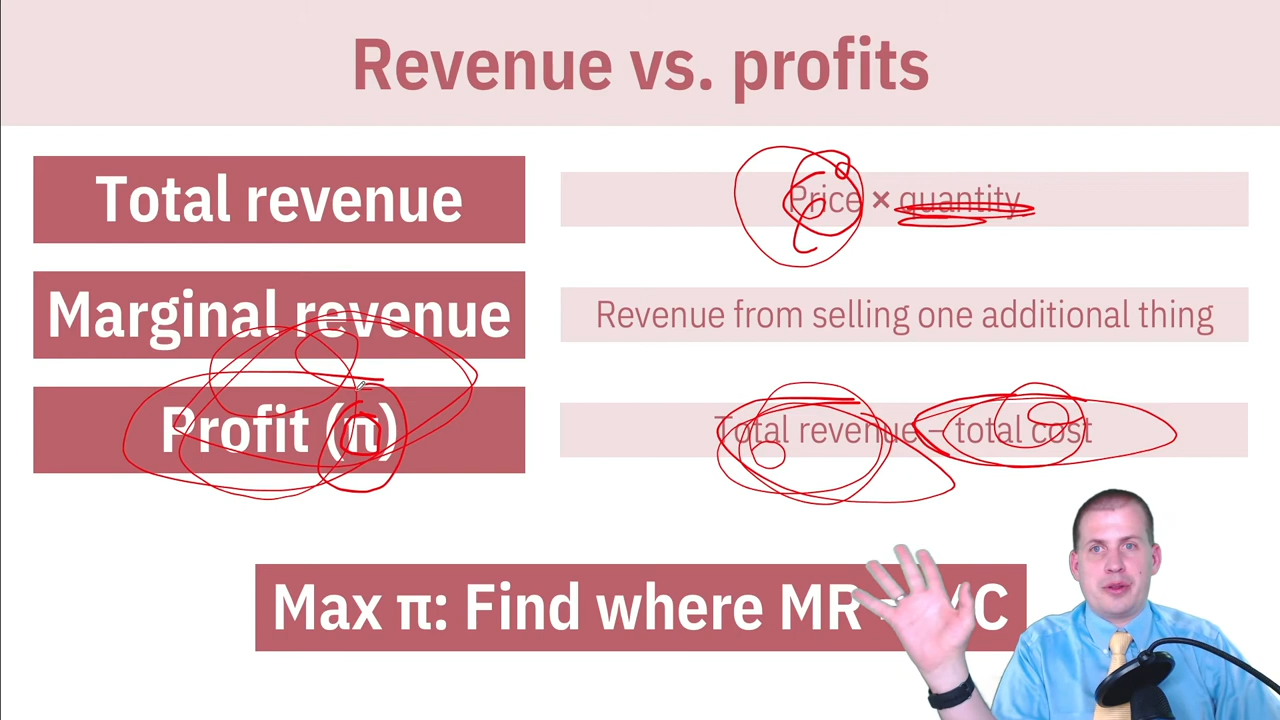 Revenue vs. profits
Total revenue
Price × quantity
Marginal revenue
Revenue from selling one additional thing
Profit (π)
Total revenue − total cost
Max π: Find where MR C